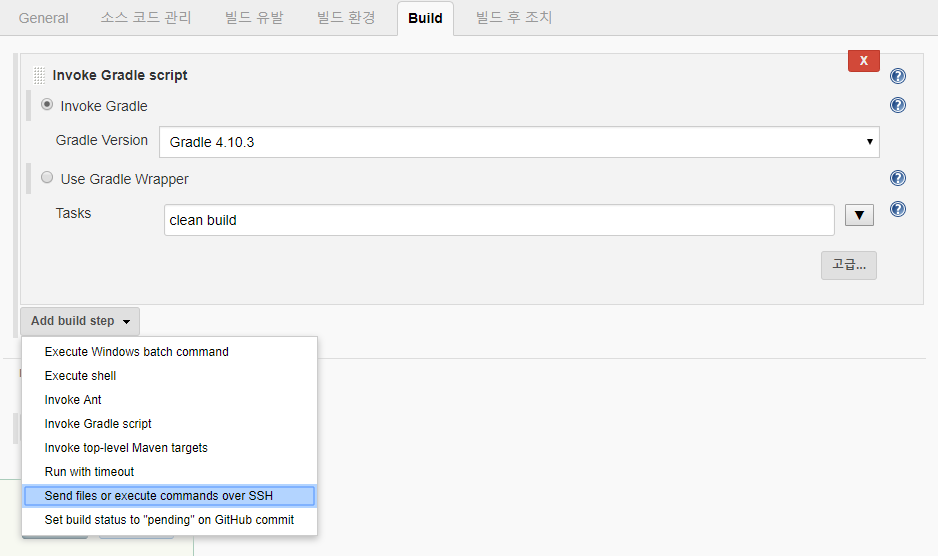 General 소스 코드 관리 빌드 유발 빌드 환경 Build 빌드 후 조치
Invoke Gradle script X
Invoke Gradle
Gradle Version Gradle 4.10.3
Use Gradle Wrapper
Tasks clean build
고급...
Add build step
Execute Windows batch command
Execute shell
Invoke Ant
Invoke Gradle script
Invoke top-level Maven targets
Run with timeout
Send files or execute commands over SSH
Set build status to "pending" on GitHub commit